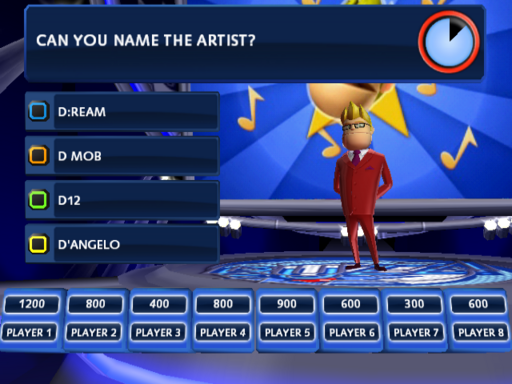 CAN YOU NAME THE ARTIST?
D:REAM
D MOB
D12
D'ANGELO
1200 800 400 800 900 600 300 600
PLAYER 1 PLAYER 2 PLAYER 3 PLAYER 4 PLAYER 5 PLAYER 6 PLAYER 7 PLAYER 8